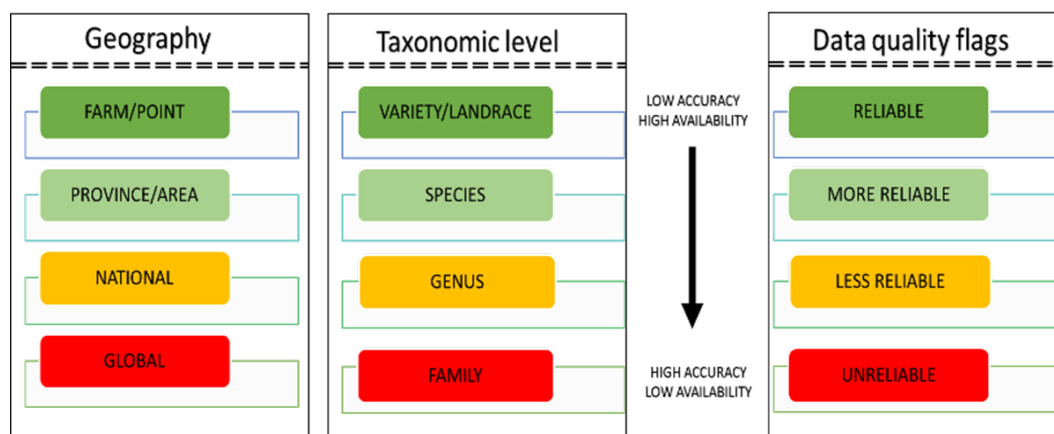 Geography
FARM/POINT
PROVINCE/AREA
NATIONAL
GLOBAL
Taxonomic level
VARIETY/LANDRACE
SPECIES
GENUS
FAMILY
LOW ACCURACY
HIGH AVAILABILITY
HIGH ACCURACY
LOW AVAILABILITY
Data quality flags
RELIABLE
MORE RELIABLE
LESS RELIABLE
UNRELIABLE